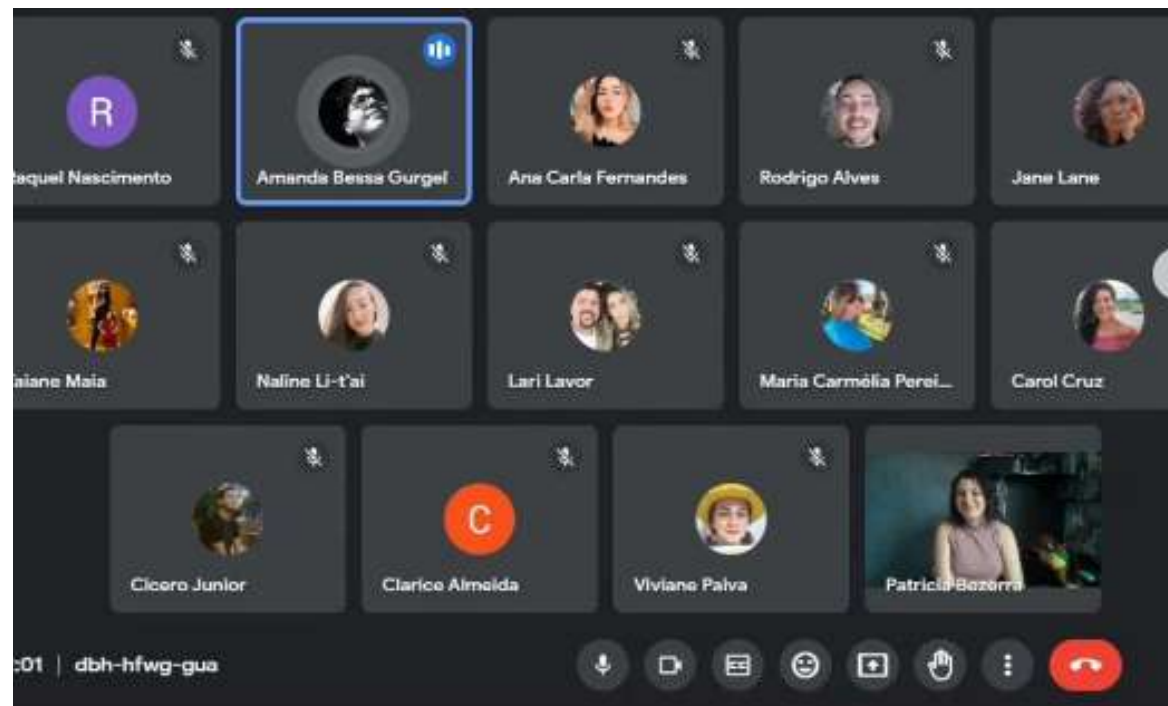 R
aquel Nascimento
Amanda Bessa Gurgel
Ana Carla Fernandes
Rodrigo Alves
Jane Lane
aiane Maia
Naline Li-t'ai
Lari Lavor
Maria Carmélia Perei...
Carol Cruz
Cicero Junior
C
Clarice Almeida
Viviane Paiva
Patricia Bezerra
:01 | dbh-hfwg-gua